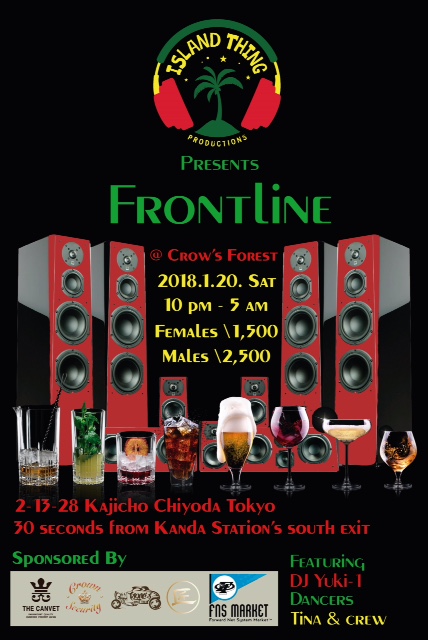 ISLAND THING
PRODUCTIONS
Presents
Frontline
@ Crow's Forest
2018.1.20. Sat
10 pm - 5 am
Females \1,500
Males \2,500
2-13-28 Kajicho Chiyoda Tokyo
30 seconds from Kanda Station's south exit
Sponsored By
THE CANVET
Crown Security
FNS MARKET
Forward Net System Market
Featuring
DJ Yuki-1
Dancers
Tina & crew